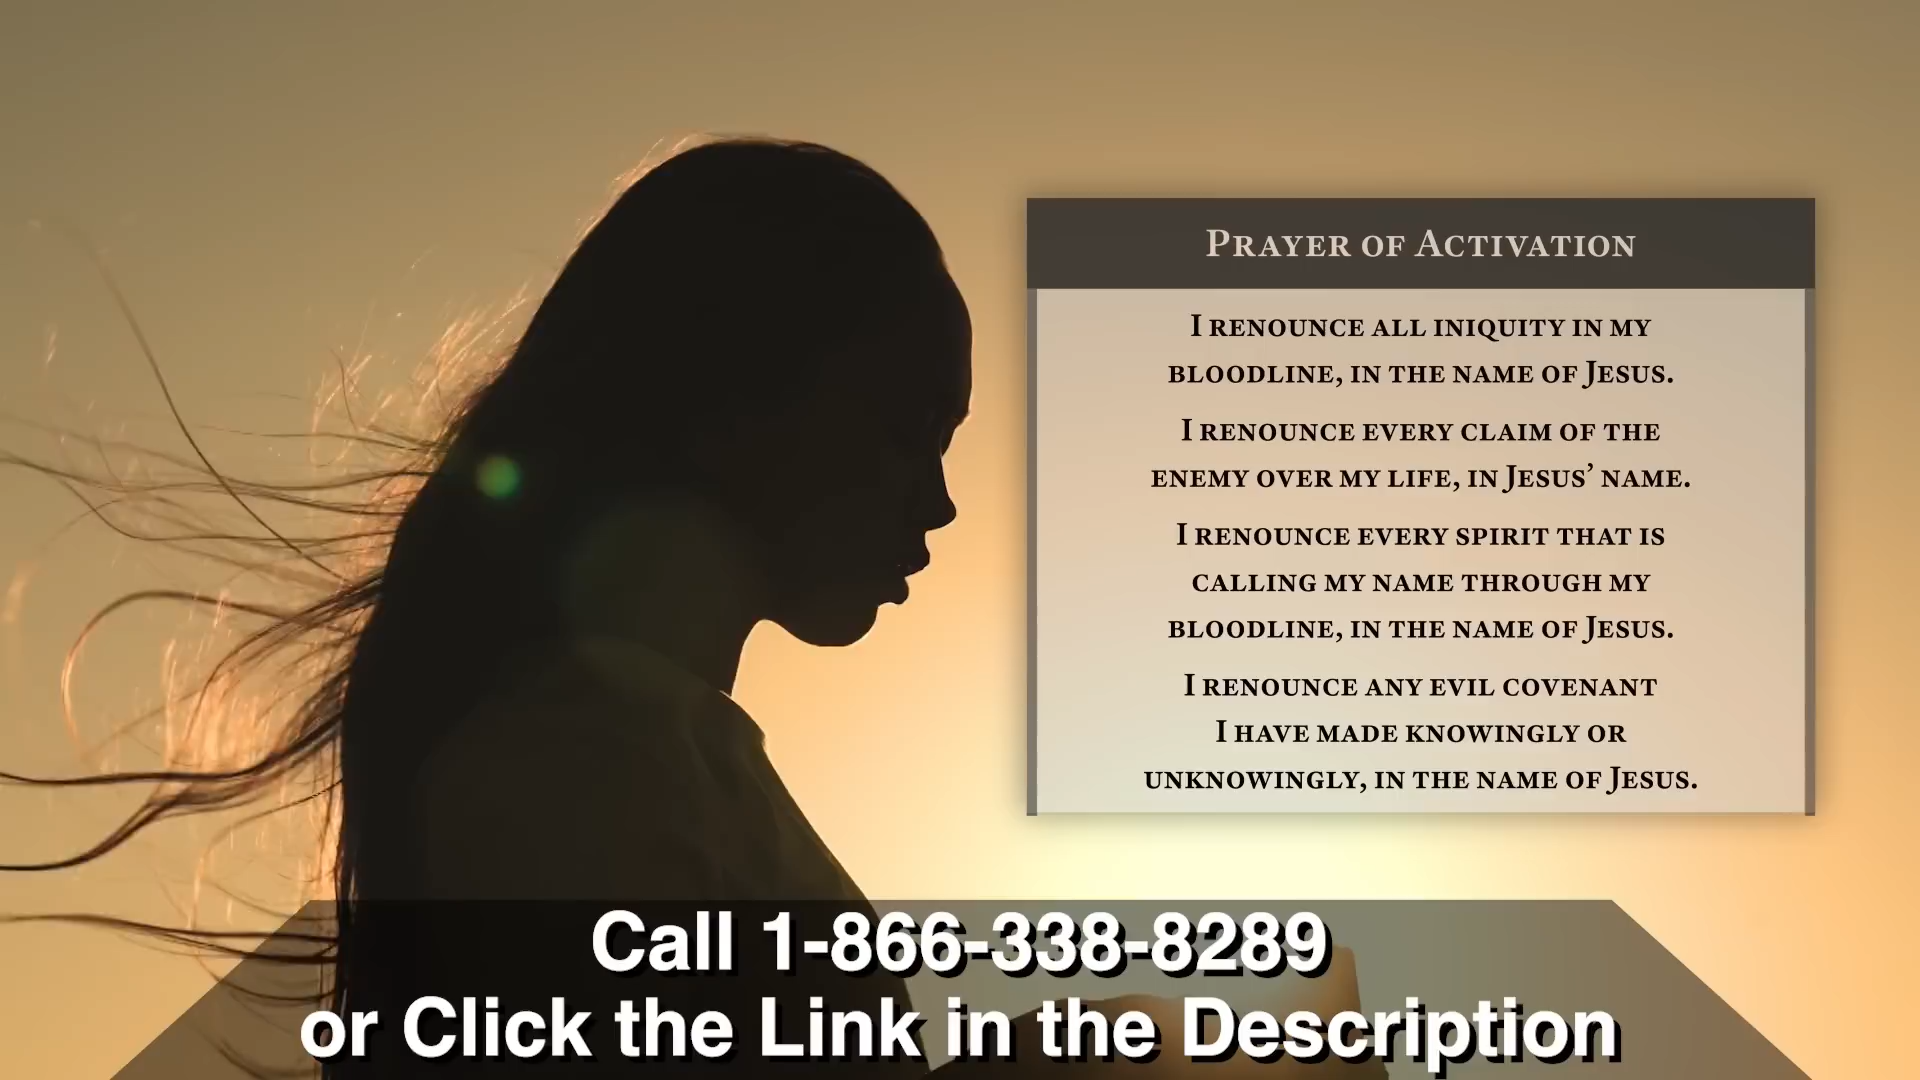 Prayer of Activation
I renounce all iniquity in my
bloodline, in the name of Jesus.
I renounce every claim of the
enemy over my life, in Jesus’ name.
I renounce every spirit that is
calling my name through my
bloodline, in the name of Jesus.
I renounce any evil covenant
I have made knowingly or
unknowingly, in the name of Jesus.
Call 1-866-338-8289
or Click the Link in the Description